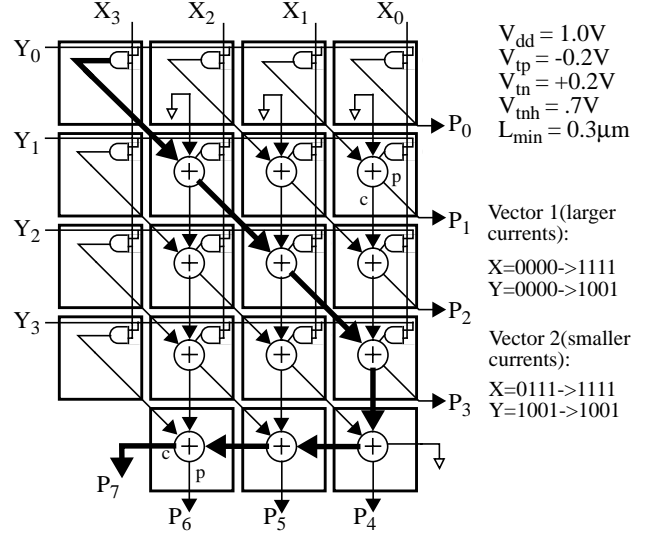 X3 X2 X1 X0
Y0
P0
Y1
c p
P1
Y2
P2
Y3
P3
c p
P7
P6 P5 P4
Vdd = 1.0V
Vtp = -0.2V
Vtn = +0.2V
Vtnh = .7V
Lmin = 0.3μm
Vector 1(larger
currents):
X=0000->1111
Y=0000->1001
Vector 2(smaller
currents):
X=0111->1111
Y=1001->1001